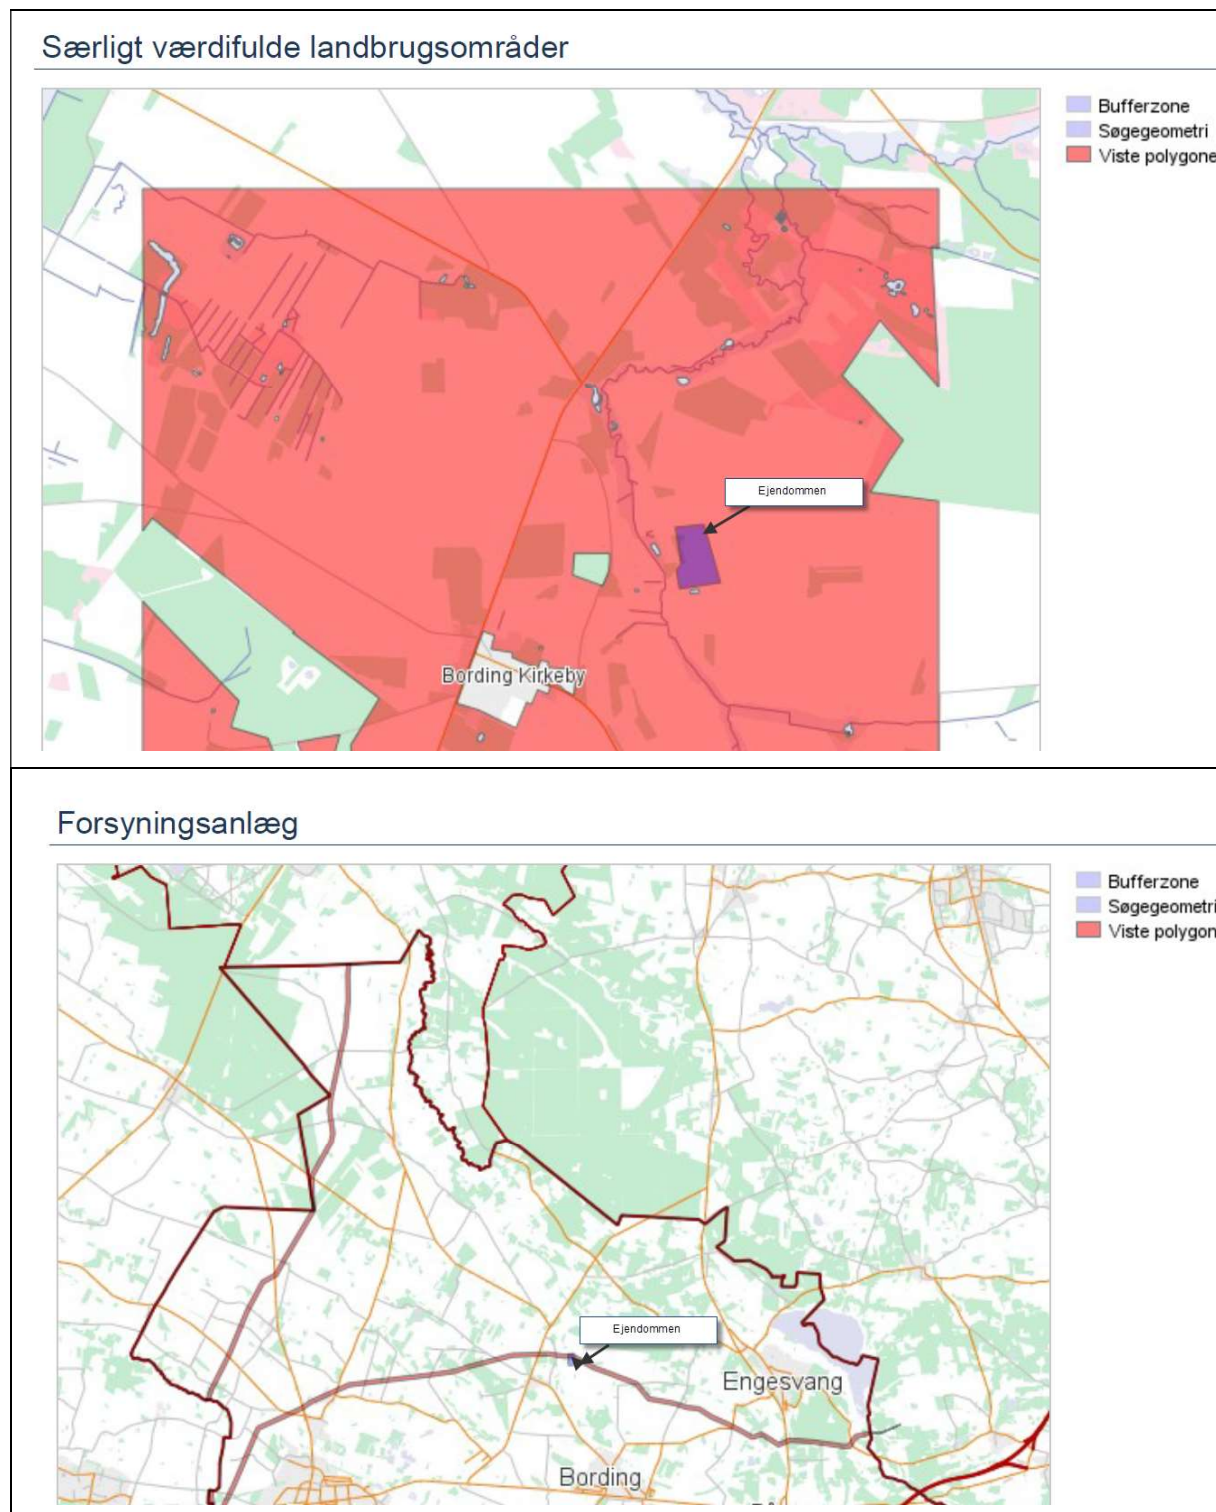 Særligt værdifulde landbrugsområder
Bufferzone
Søgegeometri
Viste polygone
Ejendommen
Bording Kirkeby
Forsyningsanlæg
Bufferzone
Søgegeometri
Viste polygon
Ejendommen
Engesvang
Bording